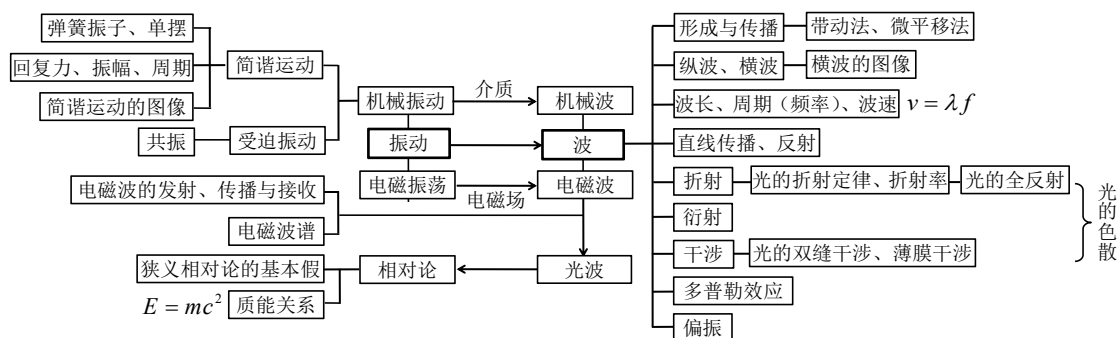 弹簧振子、单摆
回复力、振幅、周期
简谐运动的图像
简谐运动
共振
受迫振动
机械振动
介质
机械波
振动
波
电磁振荡
电磁场
电磁波
电磁波的发射、传播与接收
电磁波谱
狭义相对论的基本假
E = mc²
质能关系
相对论
光波
形成与传播
带动法、微平移法
纵波、横波
横波的图像
波长、周期（频率）、波速
v = λf
直线传播、反射
折射
光的折射定律、折射率
光的全反射
衍射
干涉
光的双缝干涉、薄膜干涉
光的色散
多普勒效应
偏振